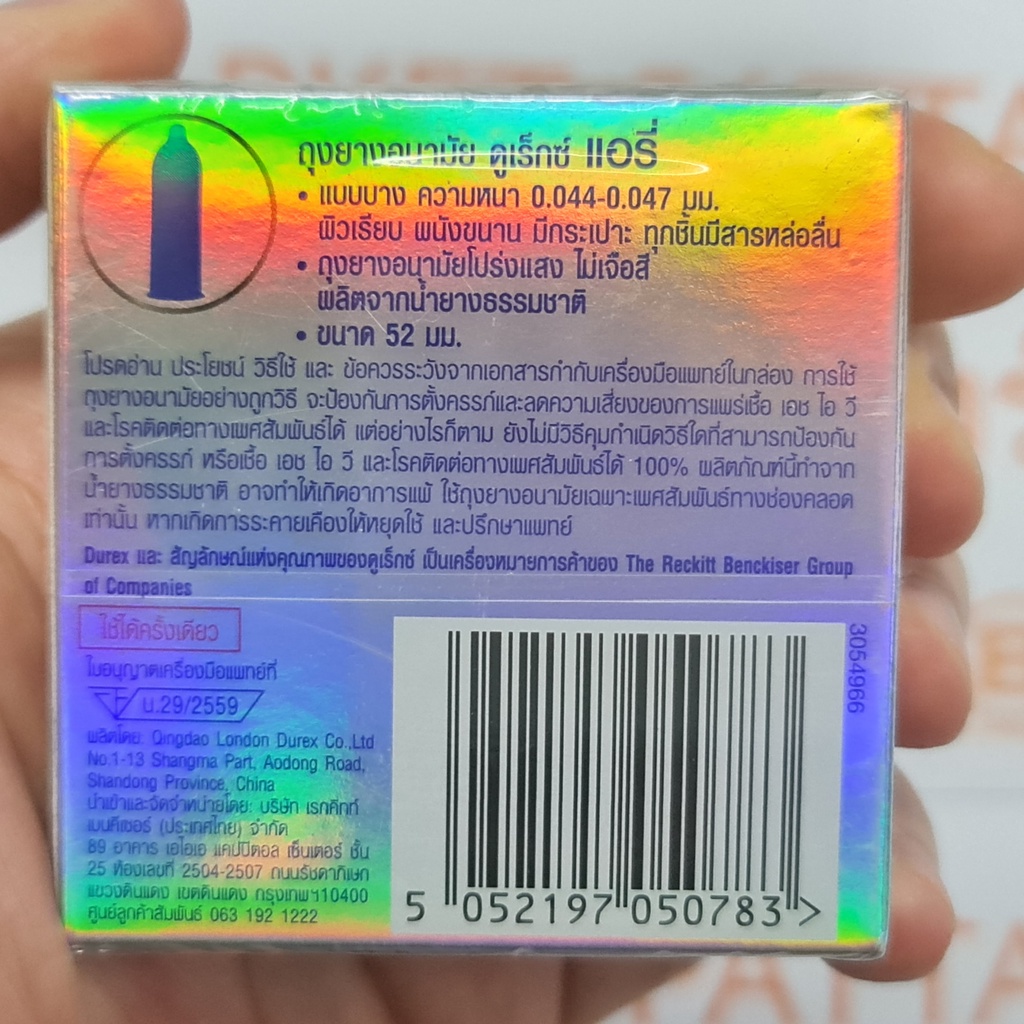 ถุงยางอนามัย ดูเร็กซ์ แอรี่
• แบบบาง ความหนา 0.044-0.047 มม.
ผิวเรียบ ผนังขนาน มีกระเปาะ ทุกชิ้นมีสารหล่อลื่น
• ถุงยางอนามัยโปร่งแสง ไม่เจือสี
ผลิตจากน้ำยางธรรมชาติ
• ขนาด 52 มม.
โปรดอ่าน ประโยชน์ วิธีใช้ และ ข้อควรระวังจากเอกสารกำกับเครื่องมือแพทย์ในกล่อง การใช้
ถุงยางอนามัยอย่างถูกวิธี จะป้องกันการตั้งครรภ์และลดความเสี่ยงของการแพร่เชื้อ เอช ไอ วี
และโรคติดต่อทางเพศสัมพันธ์ได้ แต่อย่างไรก็ตาม ยังไม่มีวิธีคุมกำเนิดวิธีใดที่สามารถป้องกัน
การตั้งครรภ์ หรือเชื้อ เอช ไอ วี และโรคติดต่อทางเพศสัมพันธ์ได้ 100% ผลิตภัณฑ์นี้ทำจาก
น้ำยางธรรมชาติ อาจทำให้เกิดอาการแพ้ ใช้ถุงยางอนามัยเฉพาะเพศสัมพันธ์ทางช่องคลอด
เท่านั้น หากเกิดการระคายเคืองให้หยุดใช้ และปรึกษาแพทย์
Durex และ สัญลักษณ์แห่งคุณภาพของดูเร็กซ์ เป็นเครื่องหมายการค้าของ The Reckitt Benckiser Group
of Companies
ใช้ได้ครั้งเดียว
ใบอนุญาตเครื่องมือแพทย์ที่
น.29/2559
ผลิตโดย: Qingdao London Durex Co.,Ltd
No.1-13 Shangma Part, Aodong Road,
Shandong Province, China
นำเข้าและจัดจำหน่ายโดย: บริษัท เรกคิทท์
เบนคีเซอร์ (ประเทศไทย) จำกัด
89 อาคาร เอไอเอ แคปปิตอล เซ็นเตอร์ ชั้น
25 ห้องเลขที่ 2504-2507 ถนนรัชดาภิเษก
แขวงดินแดง เขตดินแดง กรุงเทพฯ10400
ศูนย์ลูกค้าสัมพันธ์ 063 192 1222
3054966
5 052197 050783 >